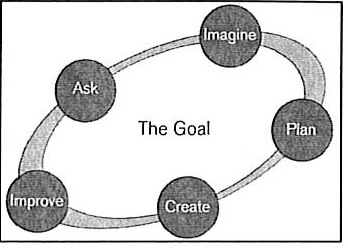 Imagine
Ask
The Goal
Plan
Improve
Create